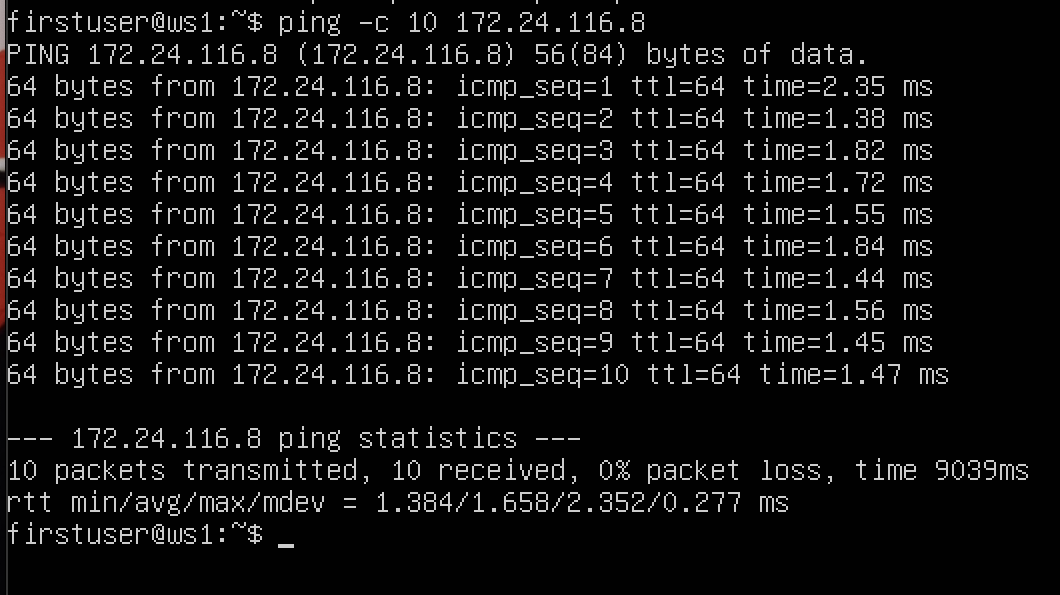 firstuser@ws1:~$ ping -c 10 172.24.116.8
PING 172.24.116.8 (172.24.116.8) 56(84) bytes of data.
64 bytes from 172.24.116.8: icmp_seq=1 ttl=64 time=2.35 ms
64 bytes from 172.24.116.8: icmp_seq=2 ttl=64 time=1.38 ms
64 bytes from 172.24.116.8: icmp_seq=3 ttl=64 time=1.82 ms
64 bytes from 172.24.116.8: icmp_seq=4 ttl=64 time=1.72 ms
64 bytes from 172.24.116.8: icmp_seq=5 ttl=64 time=1.55 ms
64 bytes from 172.24.116.8: icmp_seq=6 ttl=64 time=1.84 ms
64 bytes from 172.24.116.8: icmp_seq=7 ttl=64 time=1.44 ms
64 bytes from 172.24.116.8: icmp_seq=8 ttl=64 time=1.56 ms
64 bytes from 172.24.116.8: icmp_seq=9 ttl=64 time=1.45 ms
64 bytes from 172.24.116.8: icmp_seq=10 ttl=64 time=1.47 ms
--- 172.24.116.8 ping statistics ---
10 packets transmitted, 10 received, 0% packet loss, time 9039ms
rtt min/avg/max/mdev = 1.384/1.658/2.352/0.277 ms
firstuser@ws1:~$ _